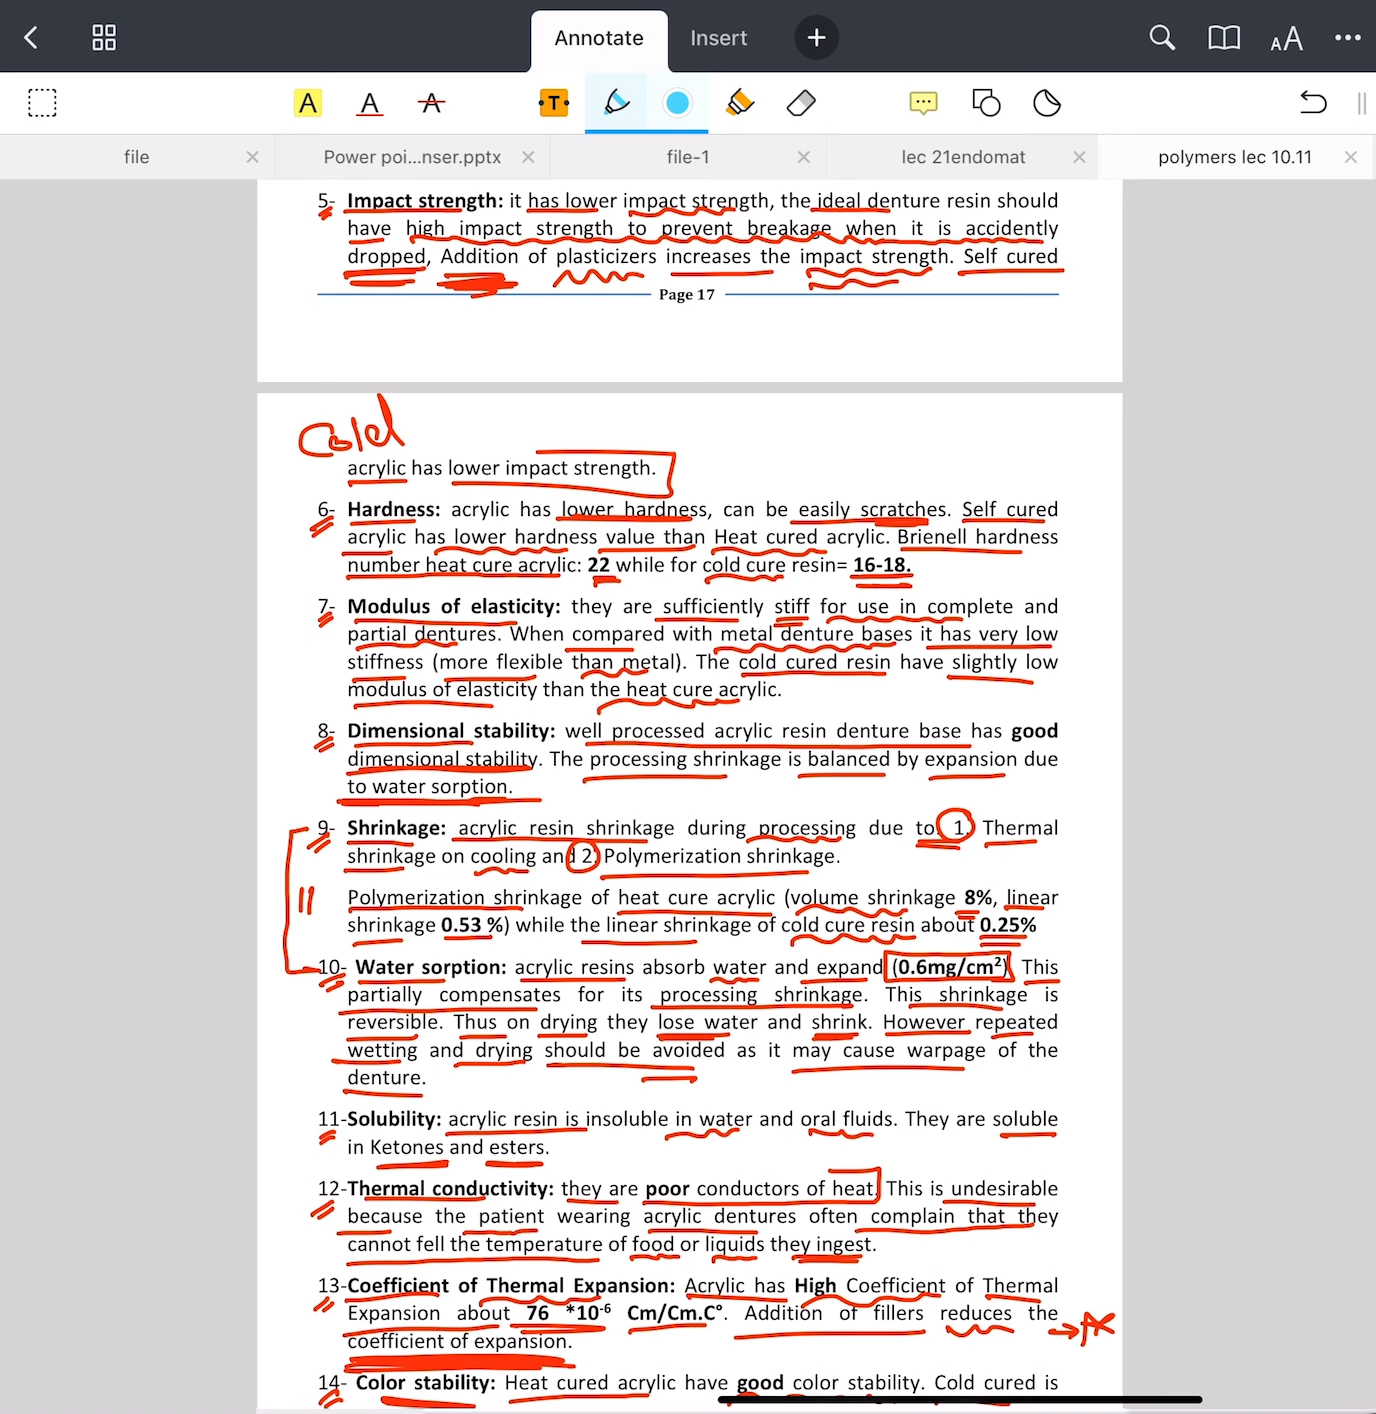 Annotate
Insert
A
A
A
T
AA
file
Power poi...nser.pptx
file-1
lec 21endomat
polymers lec 10.11
5- Impact strength: it has lower impact strength, the ideal denture resin should
have high impact strength to prevent breakage when it is accidently
dropped, Addition of plasticizers increases the impact strength. Self cured
Page 17
Cold
acrylic has lower impact strength.
6- Hardness: acrylic has lower hardness, can be easily scratches. Self cured
acrylic has lower hardness value than Heat cured acrylic. Brienell hardness
number heat cure acrylic: 22 while for cold cure resin= 16-18.
7- Modulus of elasticity: they are sufficiently stiff for use in complete and
partial dentures. When compared with metal denture bases it has very low
stiffness (more flexible than metal). The cold cured resin have slightly low
modulus of elasticity than the heat cure acrylic.
8- Dimensional stability: well processed acrylic resin denture base has good
dimensional stability. The processing shrinkage is balanced by expansion due
to water sorption.
9- Shrinkage: acrylic resin shrinkage during processing due to 1. Thermal
shrinkage on cooling and 2. Polymerization shrinkage.
Polymerization shrinkage of heat cure acrylic (volume shrinkage 8%, linear
shrinkage 0.53 %) while the linear shrinkage of cold cure resin about 0.25%
10- Water sorption: acrylic resins absorb water and expand (0.6mg/cm²) This
partially compensates for its processing shrinkage. This shrinkage is
reversible. Thus on drying they lose water and shrink. However repeated
wetting and drying should be avoided as it may cause warpage of the
denture.
11-Solubility: acrylic resin is insoluble in water and oral fluids. They are soluble
in Ketones and esters.
12-Thermal conductivity: they are poor conductors of heat. This is undesirable
because the patient wearing acrylic dentures often complain that they
cannot fell the temperature of food or liquids they ingest.
13-Coefficient of Thermal Expansion: Acrylic has High Coefficient of Thermal
Expansion about 76 *10⁻⁶ Cm/Cm.C°. Addition of fillers reduces the
coefficient of expansion.
14- Color stability: Heat cured acrylic have good color stability. Cold cured is